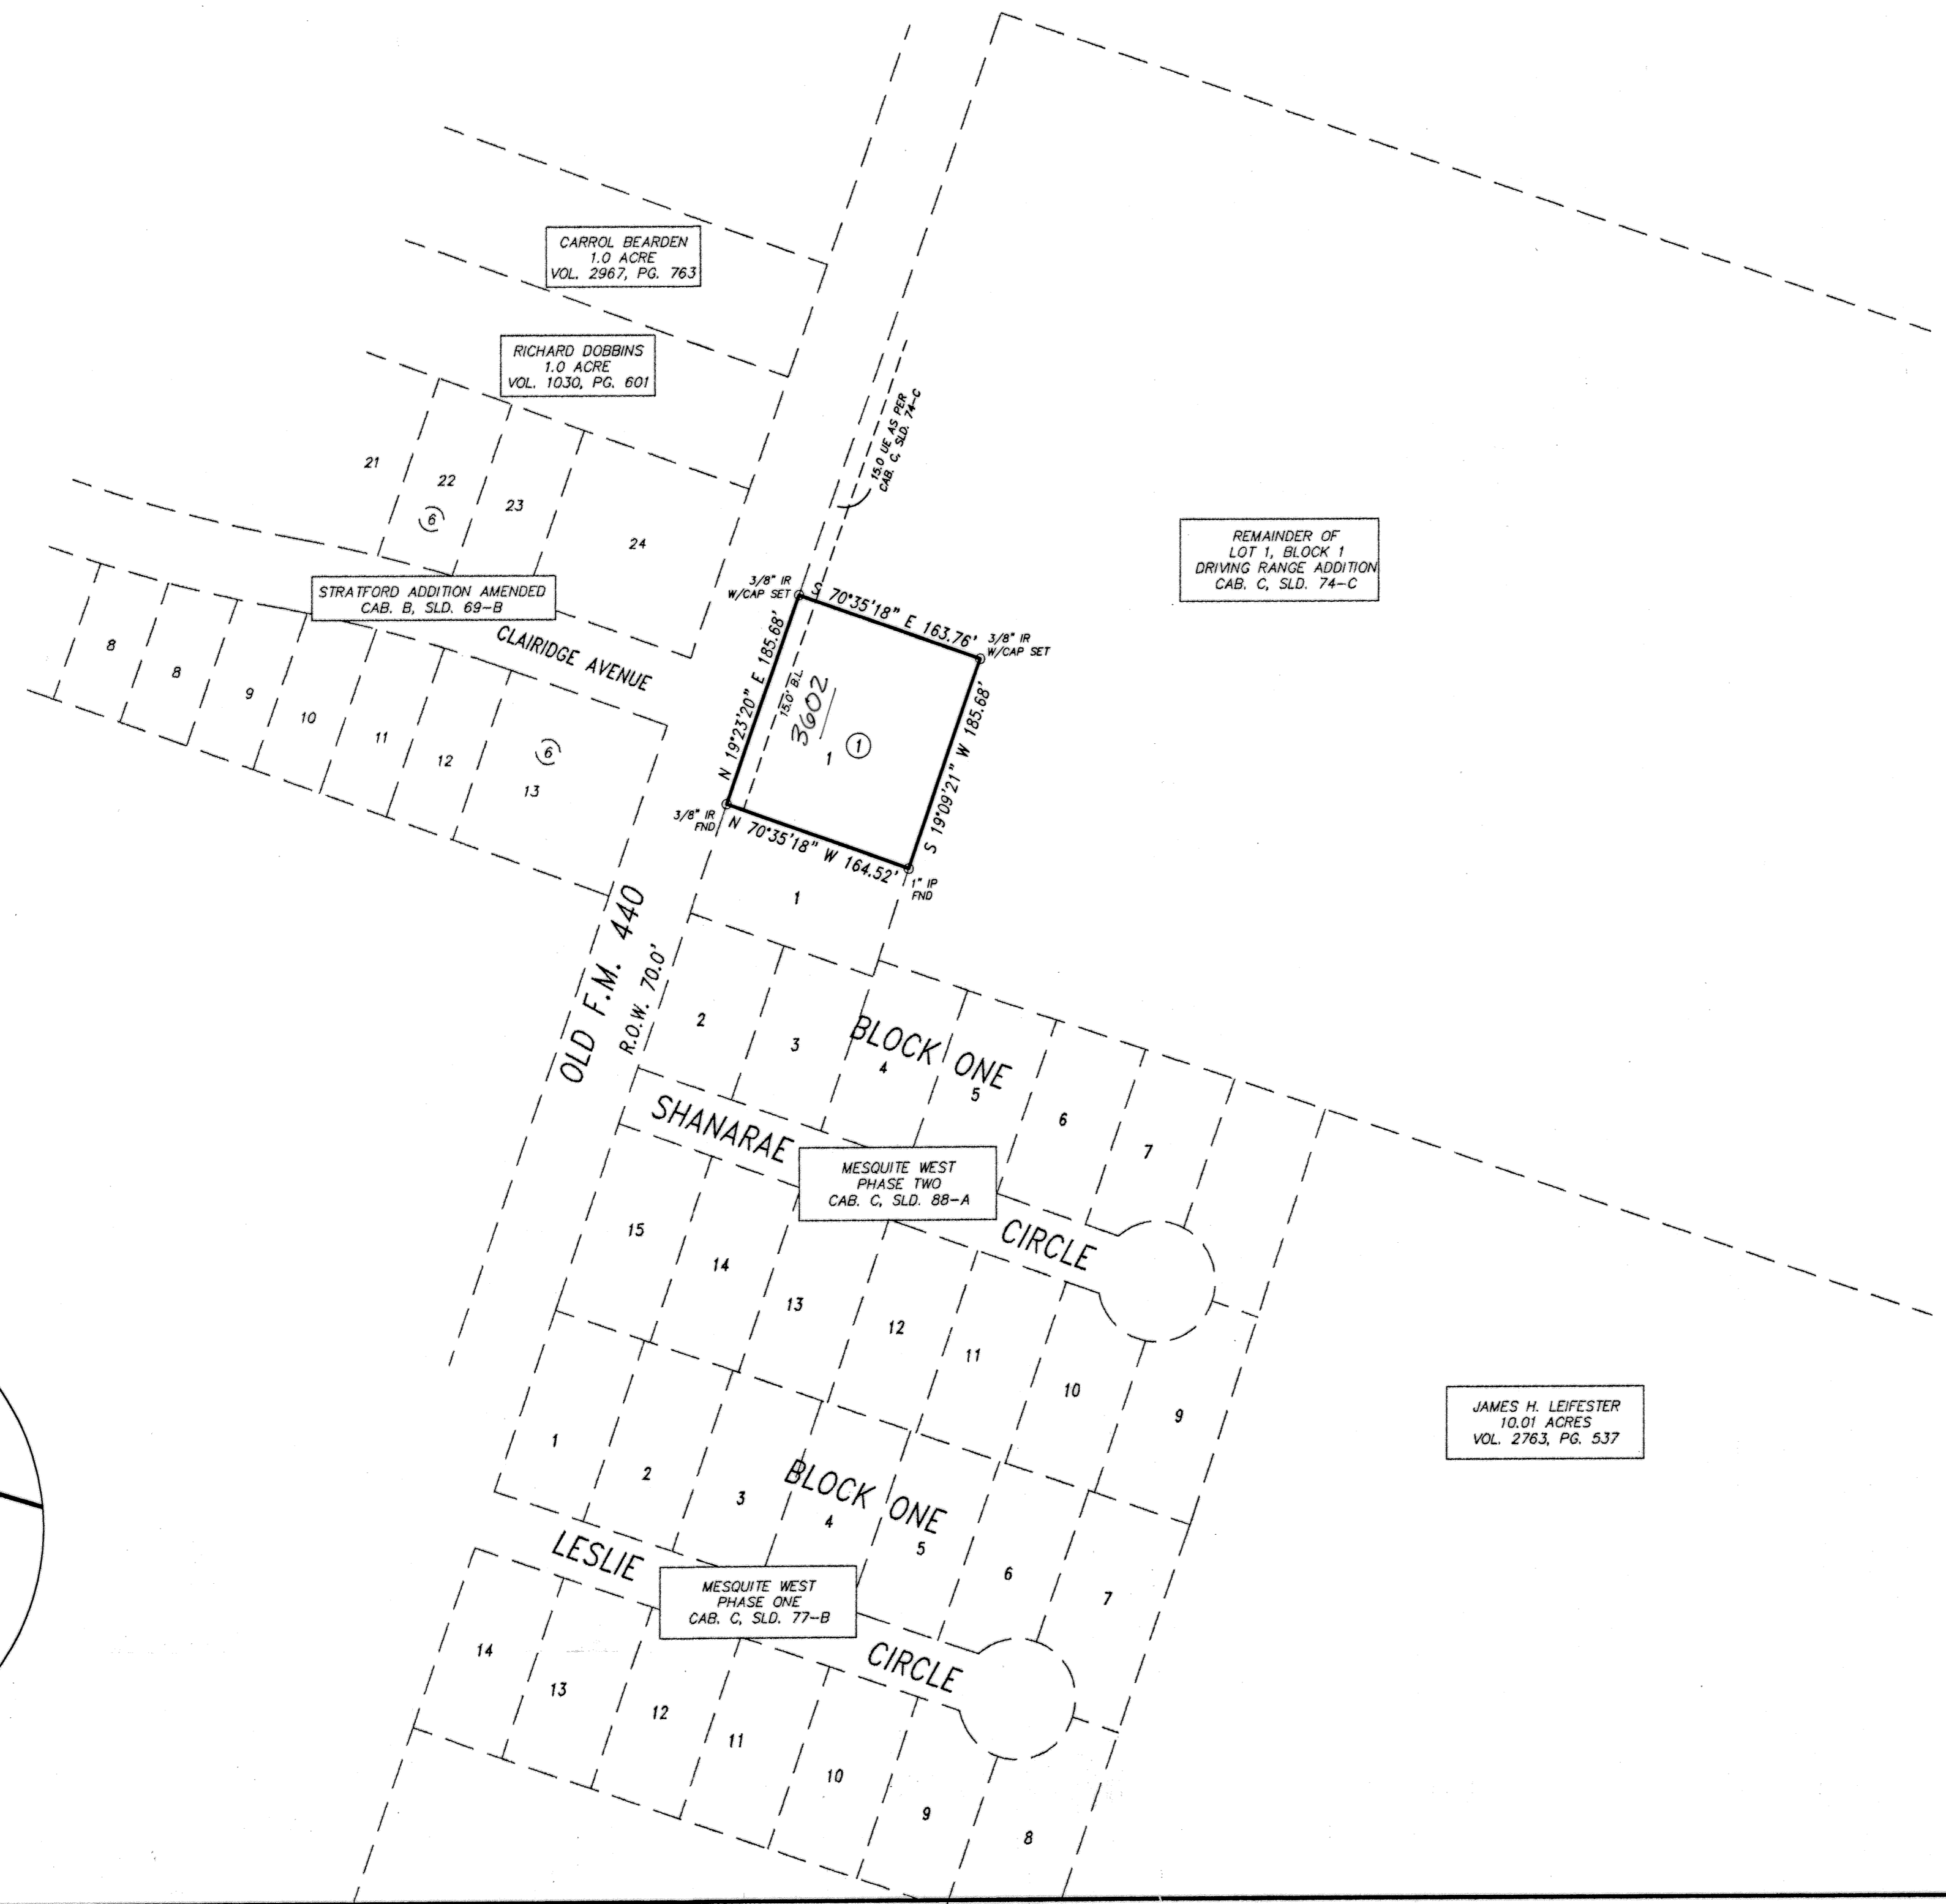 CARROL BEARDEN
1.0 ACRE
VOL. 2967, PG. 763
RICHARD DOBBINS
1.0 ACRE
VOL. 1030, PG. 601
15.0 UE AS PER
CAB. C, SLD. 74-C
21
22
6
23
24
REMAINDER OF
LOT 1, BLOCK 1
DRIVING RANGE ADDITION
CAB. C, SLD. 74-C
STRATFORD ADDITION AMENDED
CAB. B, SLD. 69-B
CLAIRIDGE AVENUE
8
8
9
10
11
12
6
13
3/8" IR
W/CAP SET
S 70°35'18" E 163.76'
3/8" IR
W/CAP SET
N 19°23'20" E 185.68'
15.0' B.L.
3602
1
1
S 19°09'21" W 185.68'
3/8" IR
FND
N 70°35'18" W 164.52'
1" IP
FND
OLD F.M. 440
R.O.W. 70.0'
1
2
3
BLOCK ONE
4
5
6
7
SHANARAE
MESQUITE WEST
PHASE TWO
CAB. C, SLD. 88-A
CIRCLE
15
14
13
12
11
10
9
JAMES H. LEIFESTER
10.01 ACRES
VOL. 2763, PG. 537
1
2
3
BLOCK ONE
4
5
6
7
LESLIE
MESQUITE WEST
PHASE ONE
CAB. C, SLD. 77-B
CIRCLE
14
13
12
11
10
9
8